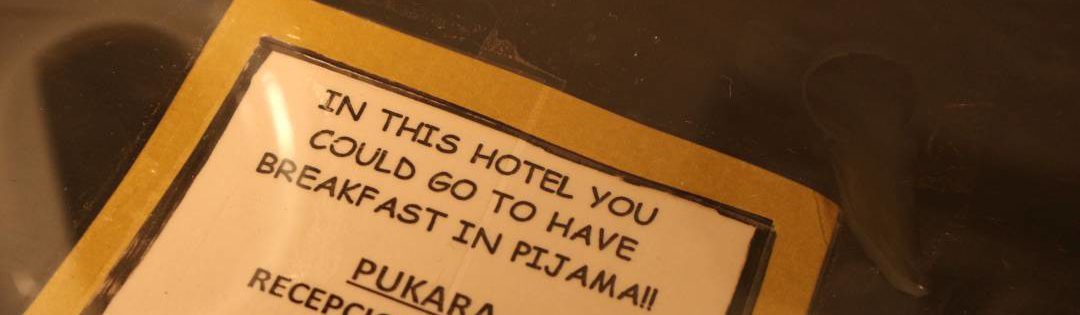 IN THIS HOTEL YOU
COULD GO TO HAVE
BREAKFAST IN PIJAMA!!
PUKARA